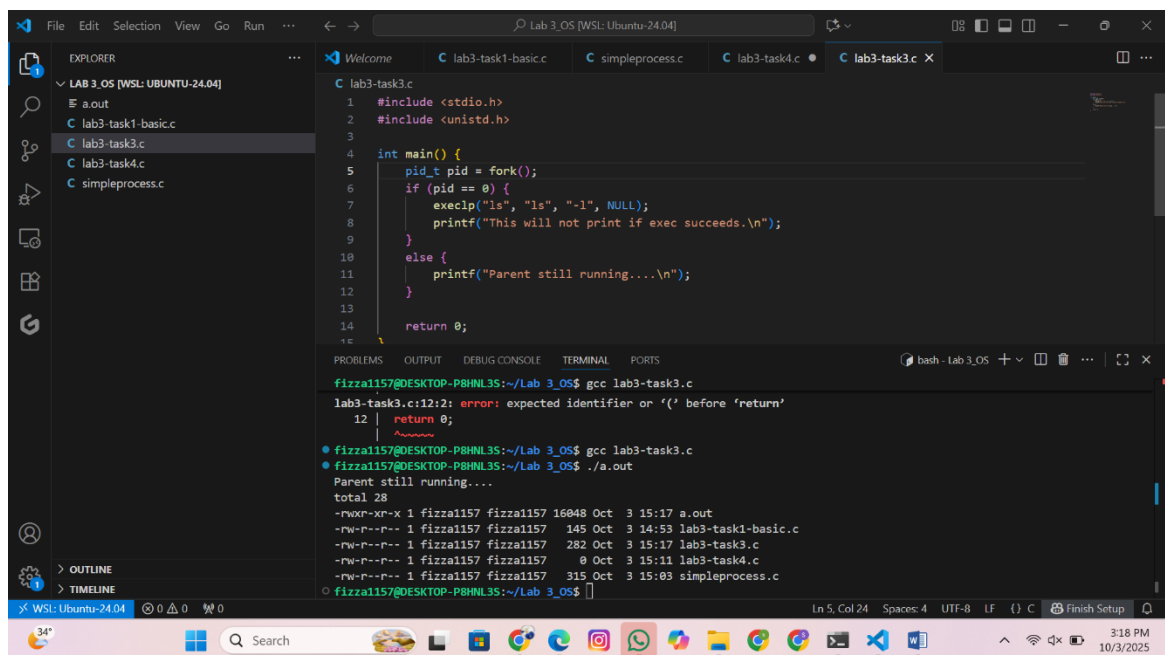 File Edit Selection View Go Run ···
Lab 3_OS [WSL: Ubuntu-24.04]
EXPLORER ···
LAB 3_OS [WSL: UBUNTU-24.04]
a.out
C lab3-task1-basic.c
C lab3-task3.c
C lab3-task4.c
C simpleprocess.c
OUTLINE
TIMELINE
Welcome
C lab3-task1-basic.c
C simpleprocess.c
C lab3-task4.c
C lab3-task3.c
C lab3-task3.c
1 #include <stdio.h>
2 #include <unistd.h>
3
4 int main() {
5 pid_t pid = fork();
6 if (pid == 0) {
7 execlp("ls", "ls", "-l", NULL);
8 printf("This will not print if exec succeeds.\n");
9 }
10 else {
11 printf("Parent still running....\n");
12 }
13
14 return 0;
15 }
PROBLEMS OUTPUT DEBUG CONSOLE TERMINAL PORTS
bash - Lab 3_OS
fizza1157@DESKTOP-P8HNL3S:~/Lab 3_OS$ gcc lab3-task3.c
lab3-task3.c:12:2: error: expected identifier or ‘(’ before ‘return’
12 | return 0;
| ^~~~~~
fizza1157@DESKTOP-P8HNL3S:~/Lab 3_OS$ gcc lab3-task3.c
fizza1157@DESKTOP-P8HNL3S:~/Lab 3_OS$ ./a.out
Parent still running....
total 28
-rwxr-xr-x 1 fizza1157 fizza1157 16048 Oct 3 15:17 a.out
-rw-r--r-- 1 fizza1157 fizza1157 145 Oct 3 14:53 lab3-task1-basic.c
-rw-r--r-- 1 fizza1157 fizza1157 282 Oct 3 15:17 lab3-task3.c
-rw-r--r-- 1 fizza1157 fizza1157 0 Oct 3 15:11 lab3-task4.c
-rw-r--r-- 1 fizza1157 fizza1157 315 Oct 3 15:03 simpleprocess.c
fizza1157@DESKTOP-P8HNL3S:~/Lab 3_OS$
WSL: Ubuntu-24.04 0 0 0
Ln 5, Col 24 Spaces: 4 UTF-8 LF {} C Finish Setup
34°
Search
3:18 PM
10/3/2025